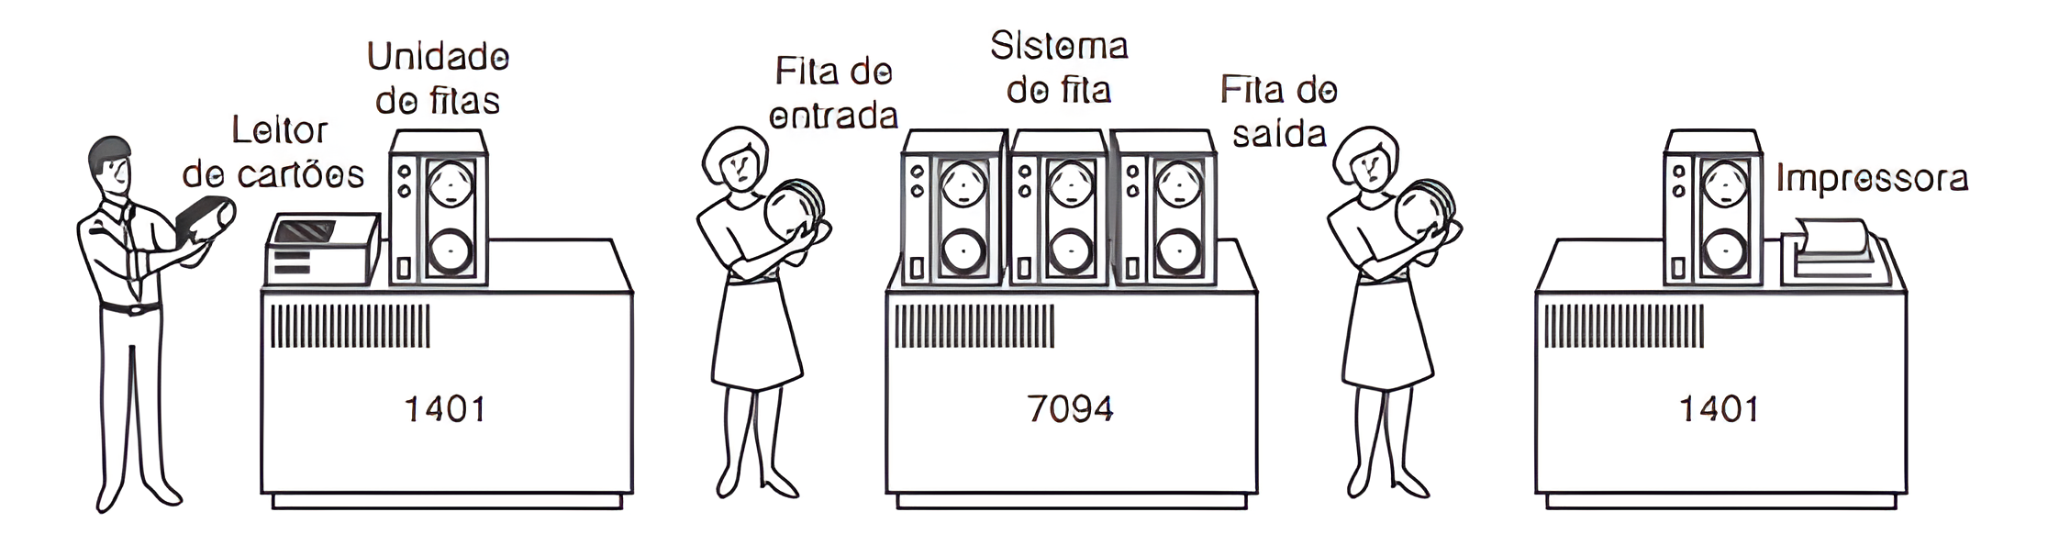 Leitor
de cartões
Unidade
de fitas
1401
Fita de
entrada
Sistema
de fita
7094
Fita de
saída
Impressora
1401